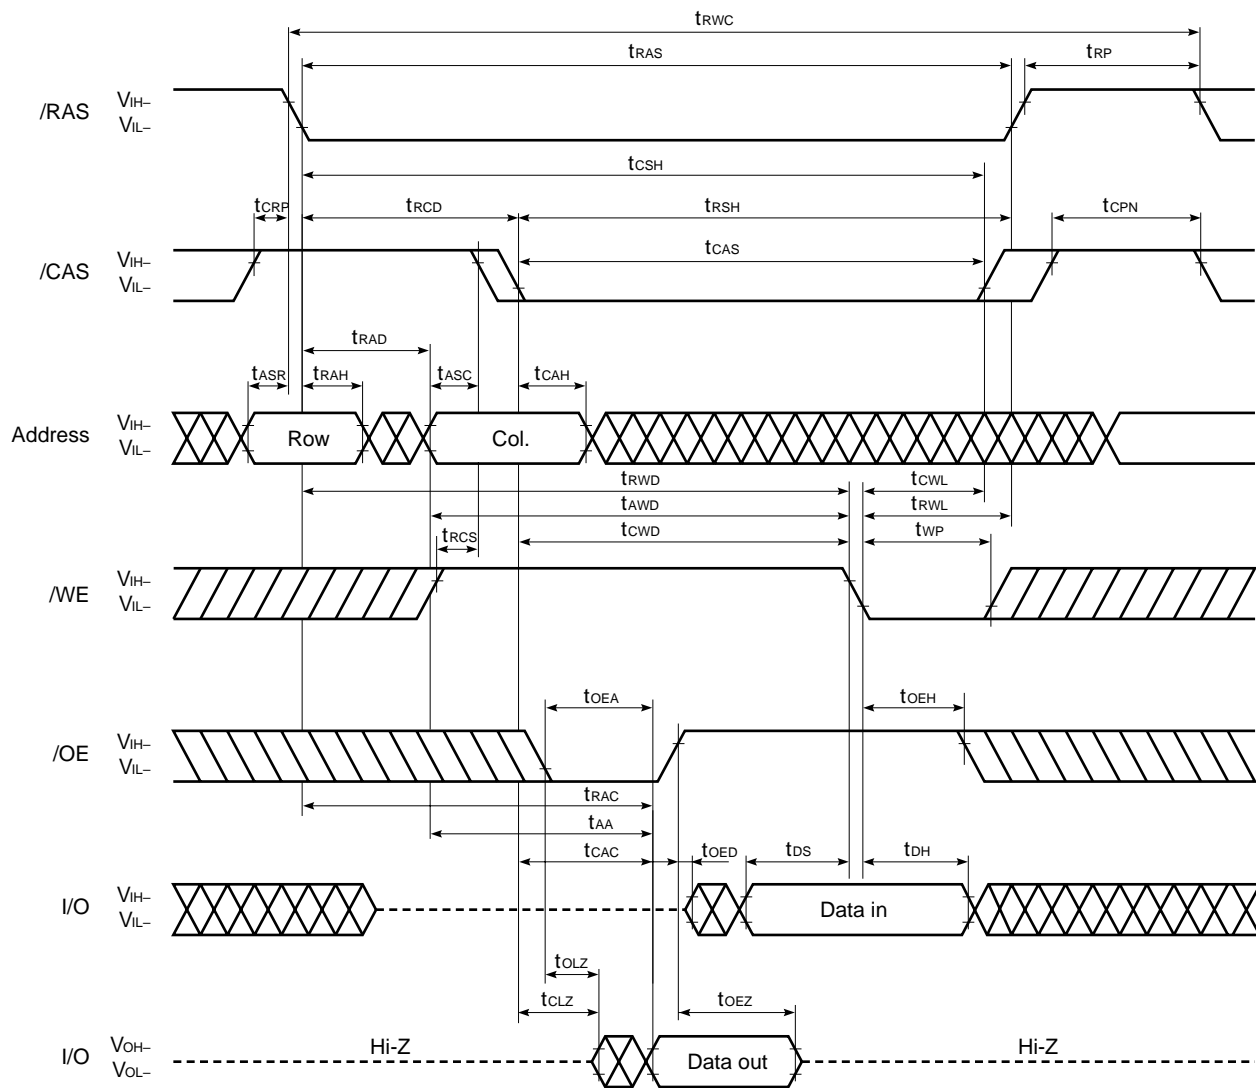 tRWC
tRAS
tRP
/RAS
VIH–
VIL–
tCSH
tCRP
tRCD
tRSH
tCPN
/CAS
VIH–
VIL–
tCAS
tRAD
tASR
tRAH
tASC
tCAH
Address
VIH–
VIL–
Row
Col.
tRWD
tCWL
tAWD
tRWL
tRCS
tCWD
tWP
/WE
VIH–
VIL–
tOEA
tOEH
/OE
VIH–
VIL–
tRAC
tAA
tCAC
tOED
tDS
tDH
I/O
VIH–
VIL–
Data in
tOLZ
tCLZ
tOEZ
I/O
VOH–
VOL–
Hi-Z
Data out
Hi-Z